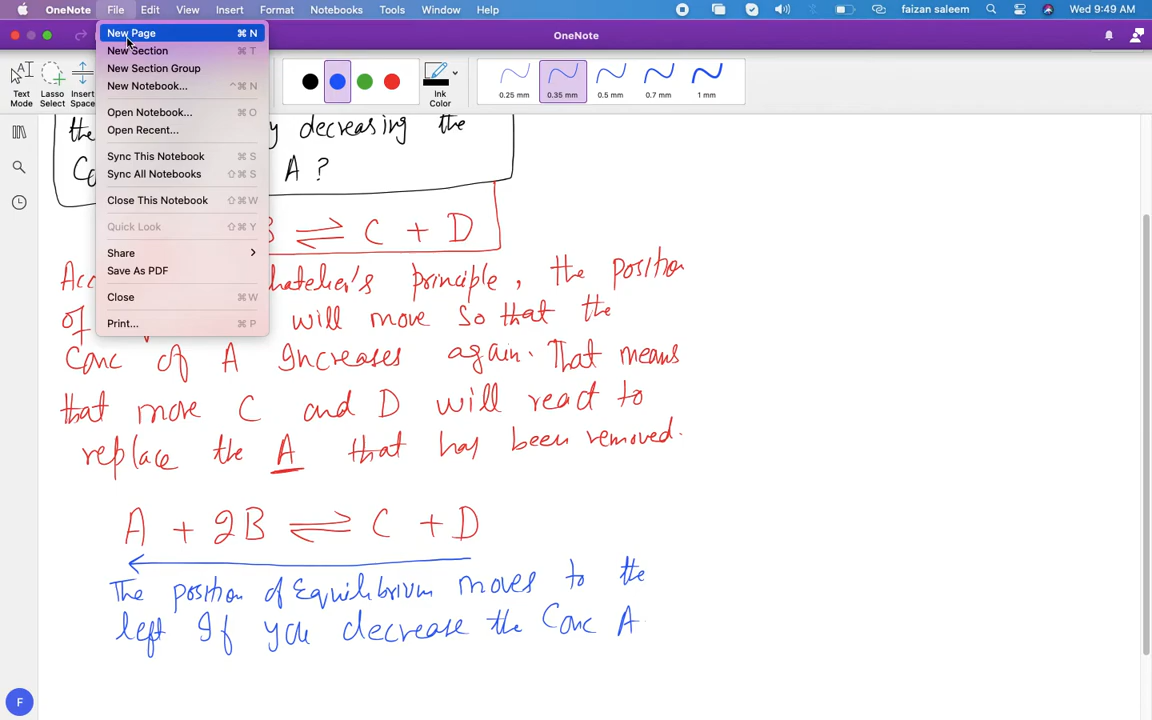 OneNote File Edit View Insert Format Notebooks Tools Window Help faizan saleem Wed 9:49 AM
OneNote
New Page ⌘ N
New Section ⌘ T
New Section Group
New Notebook... ^⌘ N
Open Notebook... ⌘ O
Open Recent...
Sync This Notebook ⌘ S
Sync All Notebooks ⇧⌘ S
Close This Notebook ⇧⌘ W
Quick Look ⇧⌘ Y
Share >
Save As PDF
Close ⌘ W
Print... ⌘ P
Text Mode
Lasso Select
Insert Space
Ink Color
0.25 mm 0.35 mm 0.5 mm 0.7 mm 1 mm
the decreasing the
A ?
⇌ C + D
hatelier's principle, the position
of will move so that the
Conc of A Increases again. That means
that move C and D will react to
replace the A that has been removed.
A + 2B ⇌ C + D
The position of Equilibrium moves to the
left If you decrease the Conc A
F